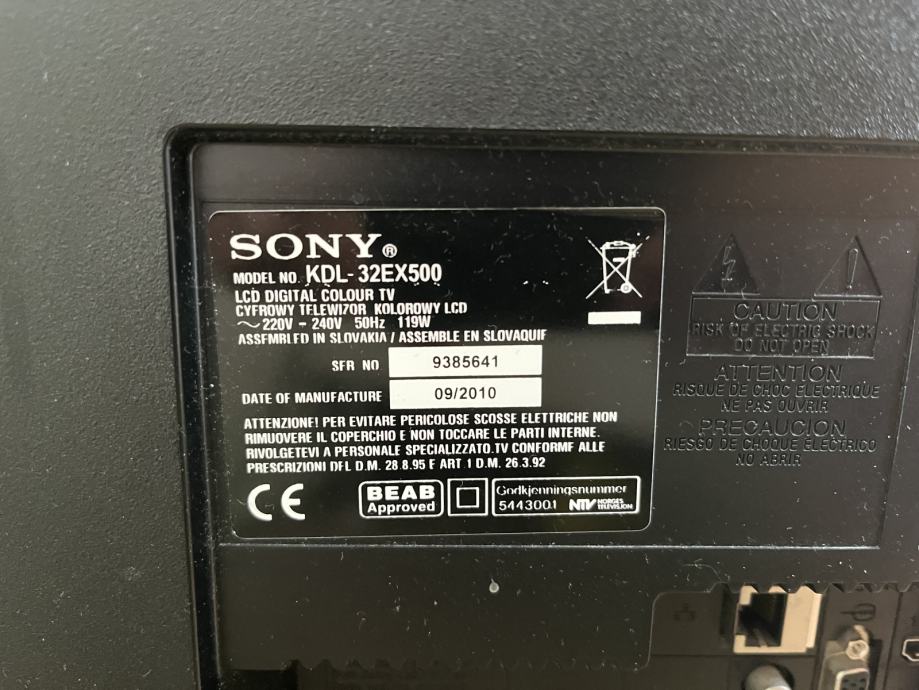 SONY®
MODEL NO. KDL-32EX500
LCD DIGITAL COLOUR TV
CYFROWY TELEWIZOR KOLOROWY LCD
~ 220V - 240V 50Hz 119W
ASSEMBLED IN SLOVAKIA / ASSEMBLE EN SLOVAQUIE
SER NO 9385641
DATE OF MANUFACTURE 09/2010
ATTENZIONE! PER EVITARE PERICOLOSE SCOSSE ELETTRICHE NON
RIMUOVERE IL COPERCHIO E NON TOCCARE LE PARTI INTERNE.
RIVOLGETEVI A PERSONALE SPECIALIZZATO.TV CONFORME ALLE
PRESCRIZIONI DEL D.M. 28.8.95 E ART 1 D.M. 26.3.92
CE
BEAB
Approved
Godkjenningsnummer
5443001 NTV NORGES
TELEVISJON
CAUTION
RISK OF ELECTRIC SHOCK
DO NOT OPEN
ATTENTION
RISQUE DE CHOC ELECTRIQUE
NE PAS OUVRIR
PRECAUCION
RIESGO DE CHOQUE ELECTRICO
NO ABRIR